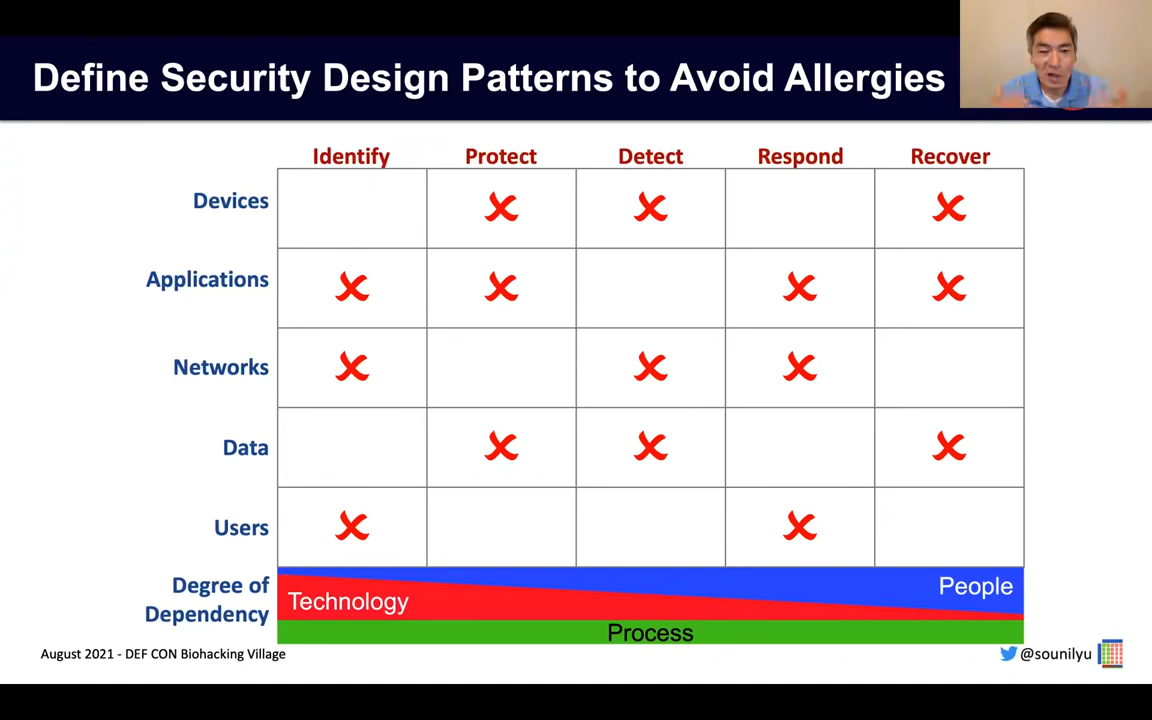 Define Security Design Patterns to Avoid Allergies
Identify Protect Detect Respond Recover
Devices
Applications
Networks
Data
Users
Degree of
Dependency
Technology
People
Process
August 2021 - DEF CON Biohacking Village
@sounilyu